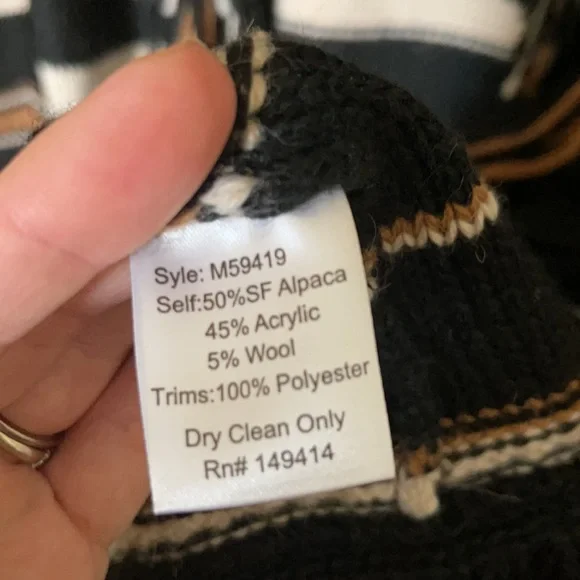 Syle: M59419
Self:50%SF Alpaca
45% Acrylic
5% Wool
Trims:100% Polyester
Dry Clean Only
Rn# 149414